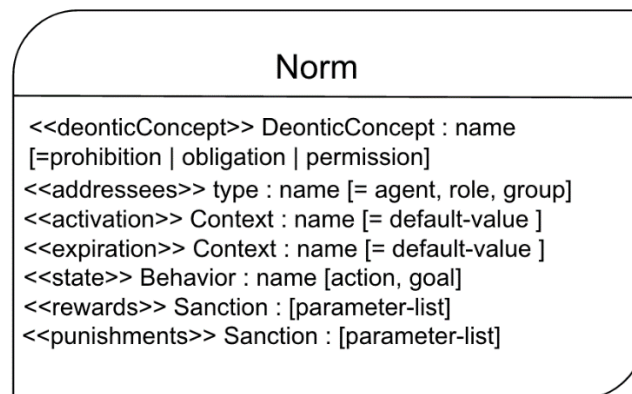 Norm
<<deonticConcept>> DeonticConcept : name
[=prohibition | obligation | permission]
<<addressees>> type : name [= agent, role, group]
<<activation>> Context : name [= default-value ]
<<expiration>> Context : name [= default-value ]
<<state>> Behavior : name [action, goal]
<<rewards>> Sanction : [parameter-list]
<<punishments>> Sanction : [parameter-list]